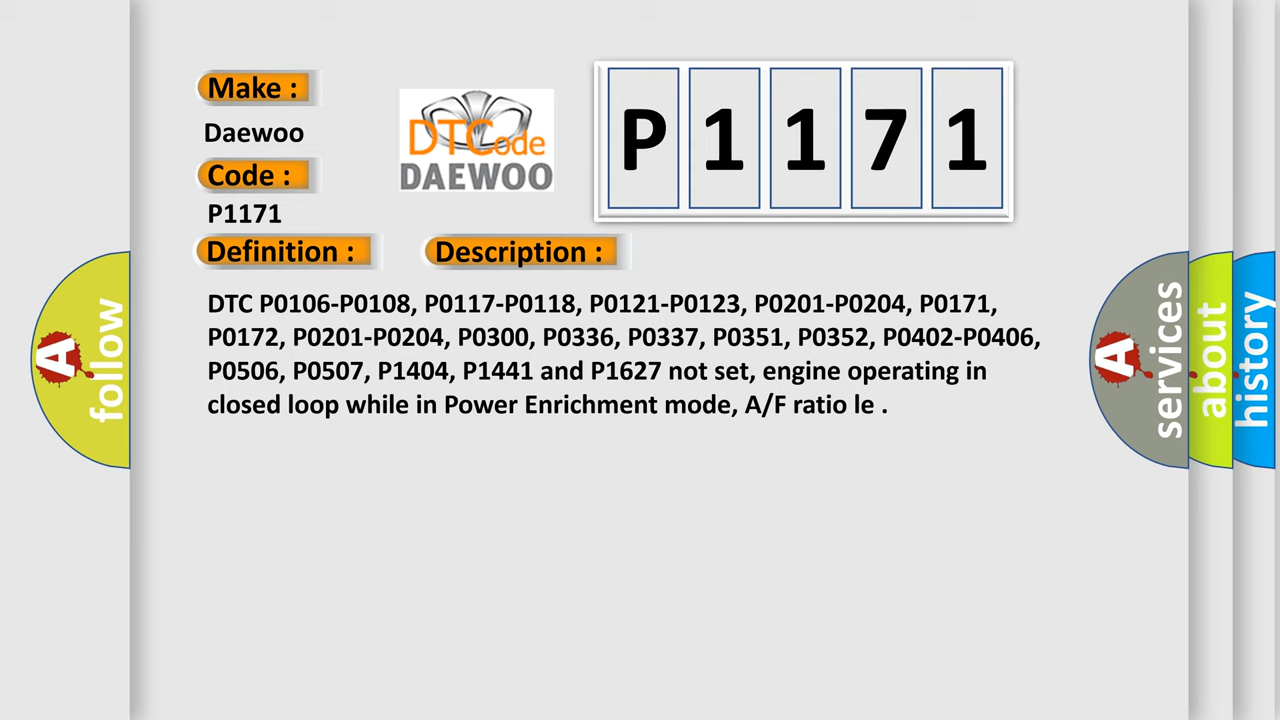 Make :
Daewoo
Code :
P1171
DTCode
DAEWOO
P 1 1 7 1
Definition :
Description :
DTC P0106-P0108, P0117-P0118, P0121-P0123, P0201-P0204, P0171,
P0172, P0201-P0204, P0300, P0336, P0337, P0351, P0352, P0402-P0406,
P0506, P0507, P1404, P1441 and P1627 not set, engine operating in
closed loop while in Power Enrichment mode, A/F ratio le .
A follow
A services
about
history